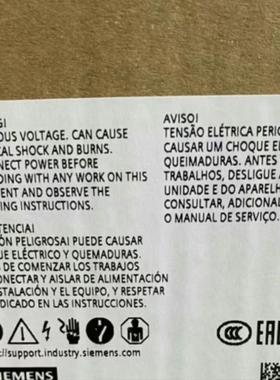 GI
OUS VOLTAGE. CAN CAUSE
CAL SHOCK AND BURNS.
NECT POWER BEFORE
DING WITH ANY WORK ON THIS
ENT AND OBSERVE THE
ING INSTRUCTIONS.
TENCIA!
ÓN PELIGROSA! PUEDE CAUSAR
E ELÉCTRICO Y QUEMADURAS.
S DE COMENZAR LOS TRABAJOS
NECTAR Y AISLAR DE ALIMENTACIÓN
STALACIÓN Y EL EQUIPO, Y RESPETAR
DICADO EN LAS INSTRUCCIONES.
AVISO!
TENSÃO ELÉTRICA PERIG
CAUSAR UM CHOQUE EL
QUEIMADURAS. ANTES
TRABALHOS, DESLIGUE A
UNIDADE E DO APARELH
CONSULTAR, ADICIONAL
O MANUAL DE SERVIÇO.
CCC
EAC
://support.industry.siemens.com
SIEMENS